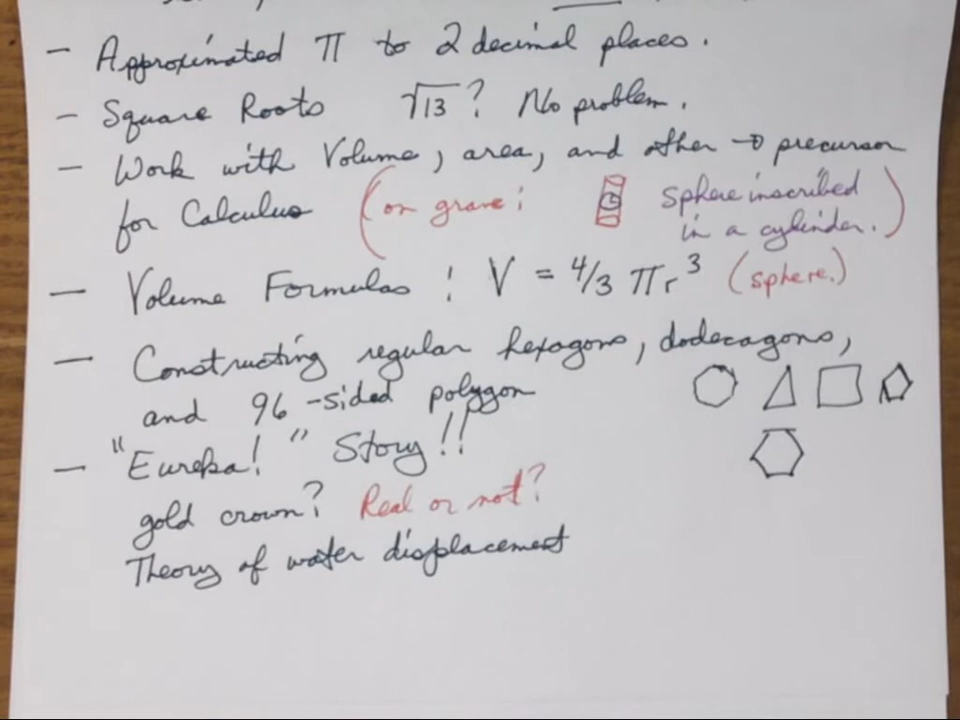 - Approximated π to 2 decimal places.
- Square Roots √13? No problem.
- Work with Volume, area, and other → precursor
for Calculus (on grave: sphere inscribed
in a cylinder.)
- Volume Formulas: V = 4/3 πr³ (sphere.)
- Constructing regular hexagons, dodecagons,
and 96-sided polygon
- "Eureka!" Story!!
gold crown? Real or not?
Theory of water displacement